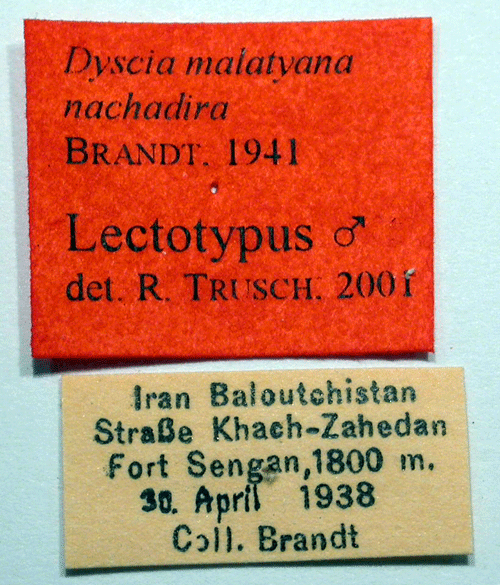 Dyscia malatyana
nachadira
BRANDT, 1941
Lectotypus ♂
det. R. TRUSCH, 2001
Iran Baloutchistan
Straße Khach-Zahedan
Fort Sengan, 1800 m.
30. April 1938
Coll. Brandt